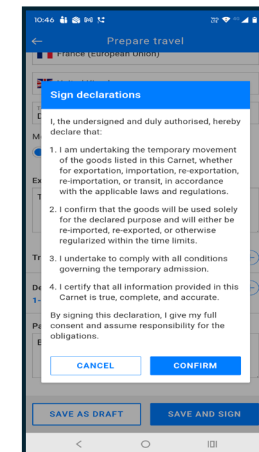 10:46
Prepare travel
France (European Union)
Sign declarations
I, the undersigned and duly authorised, hereby
declare that:
1. I am undertaking the temporary movement
of the goods listed in this Carnet, whether
for exportation, importation, re-exportation,
re-importation, or transit, in accordance
with the applicable laws and regulations.
2. I confirm that the goods will be used solely
for the declared purpose and will either be
re-imported, re-exported, or otherwise
regularized within the time limits.
3. I undertake to comply with all conditions
governing the temporary admission.
4. I certify that all information provided in this
Carnet is true, complete, and accurate.
By signing this declaration, I give my full
consent and assume responsibility for the
obligations.
CANCEL CONFIRM
SAVE AS DRAFT SAVE AND SIGN